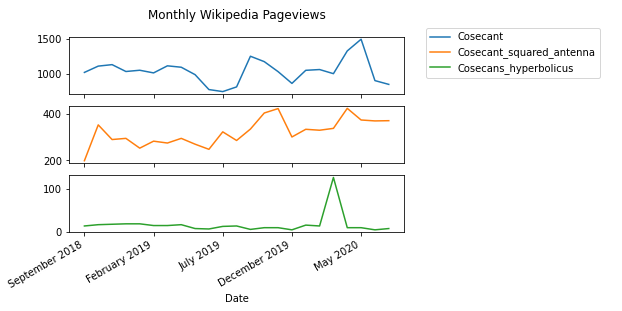 Monthly Wikipedia Pageviews
Cosecant
Cosecant_squared_antenna
Cosecans_hyperbolicus
1500
1000
400
200
100
0
September 2018
February 2019
July 2019
December 2019
May 2020
Date